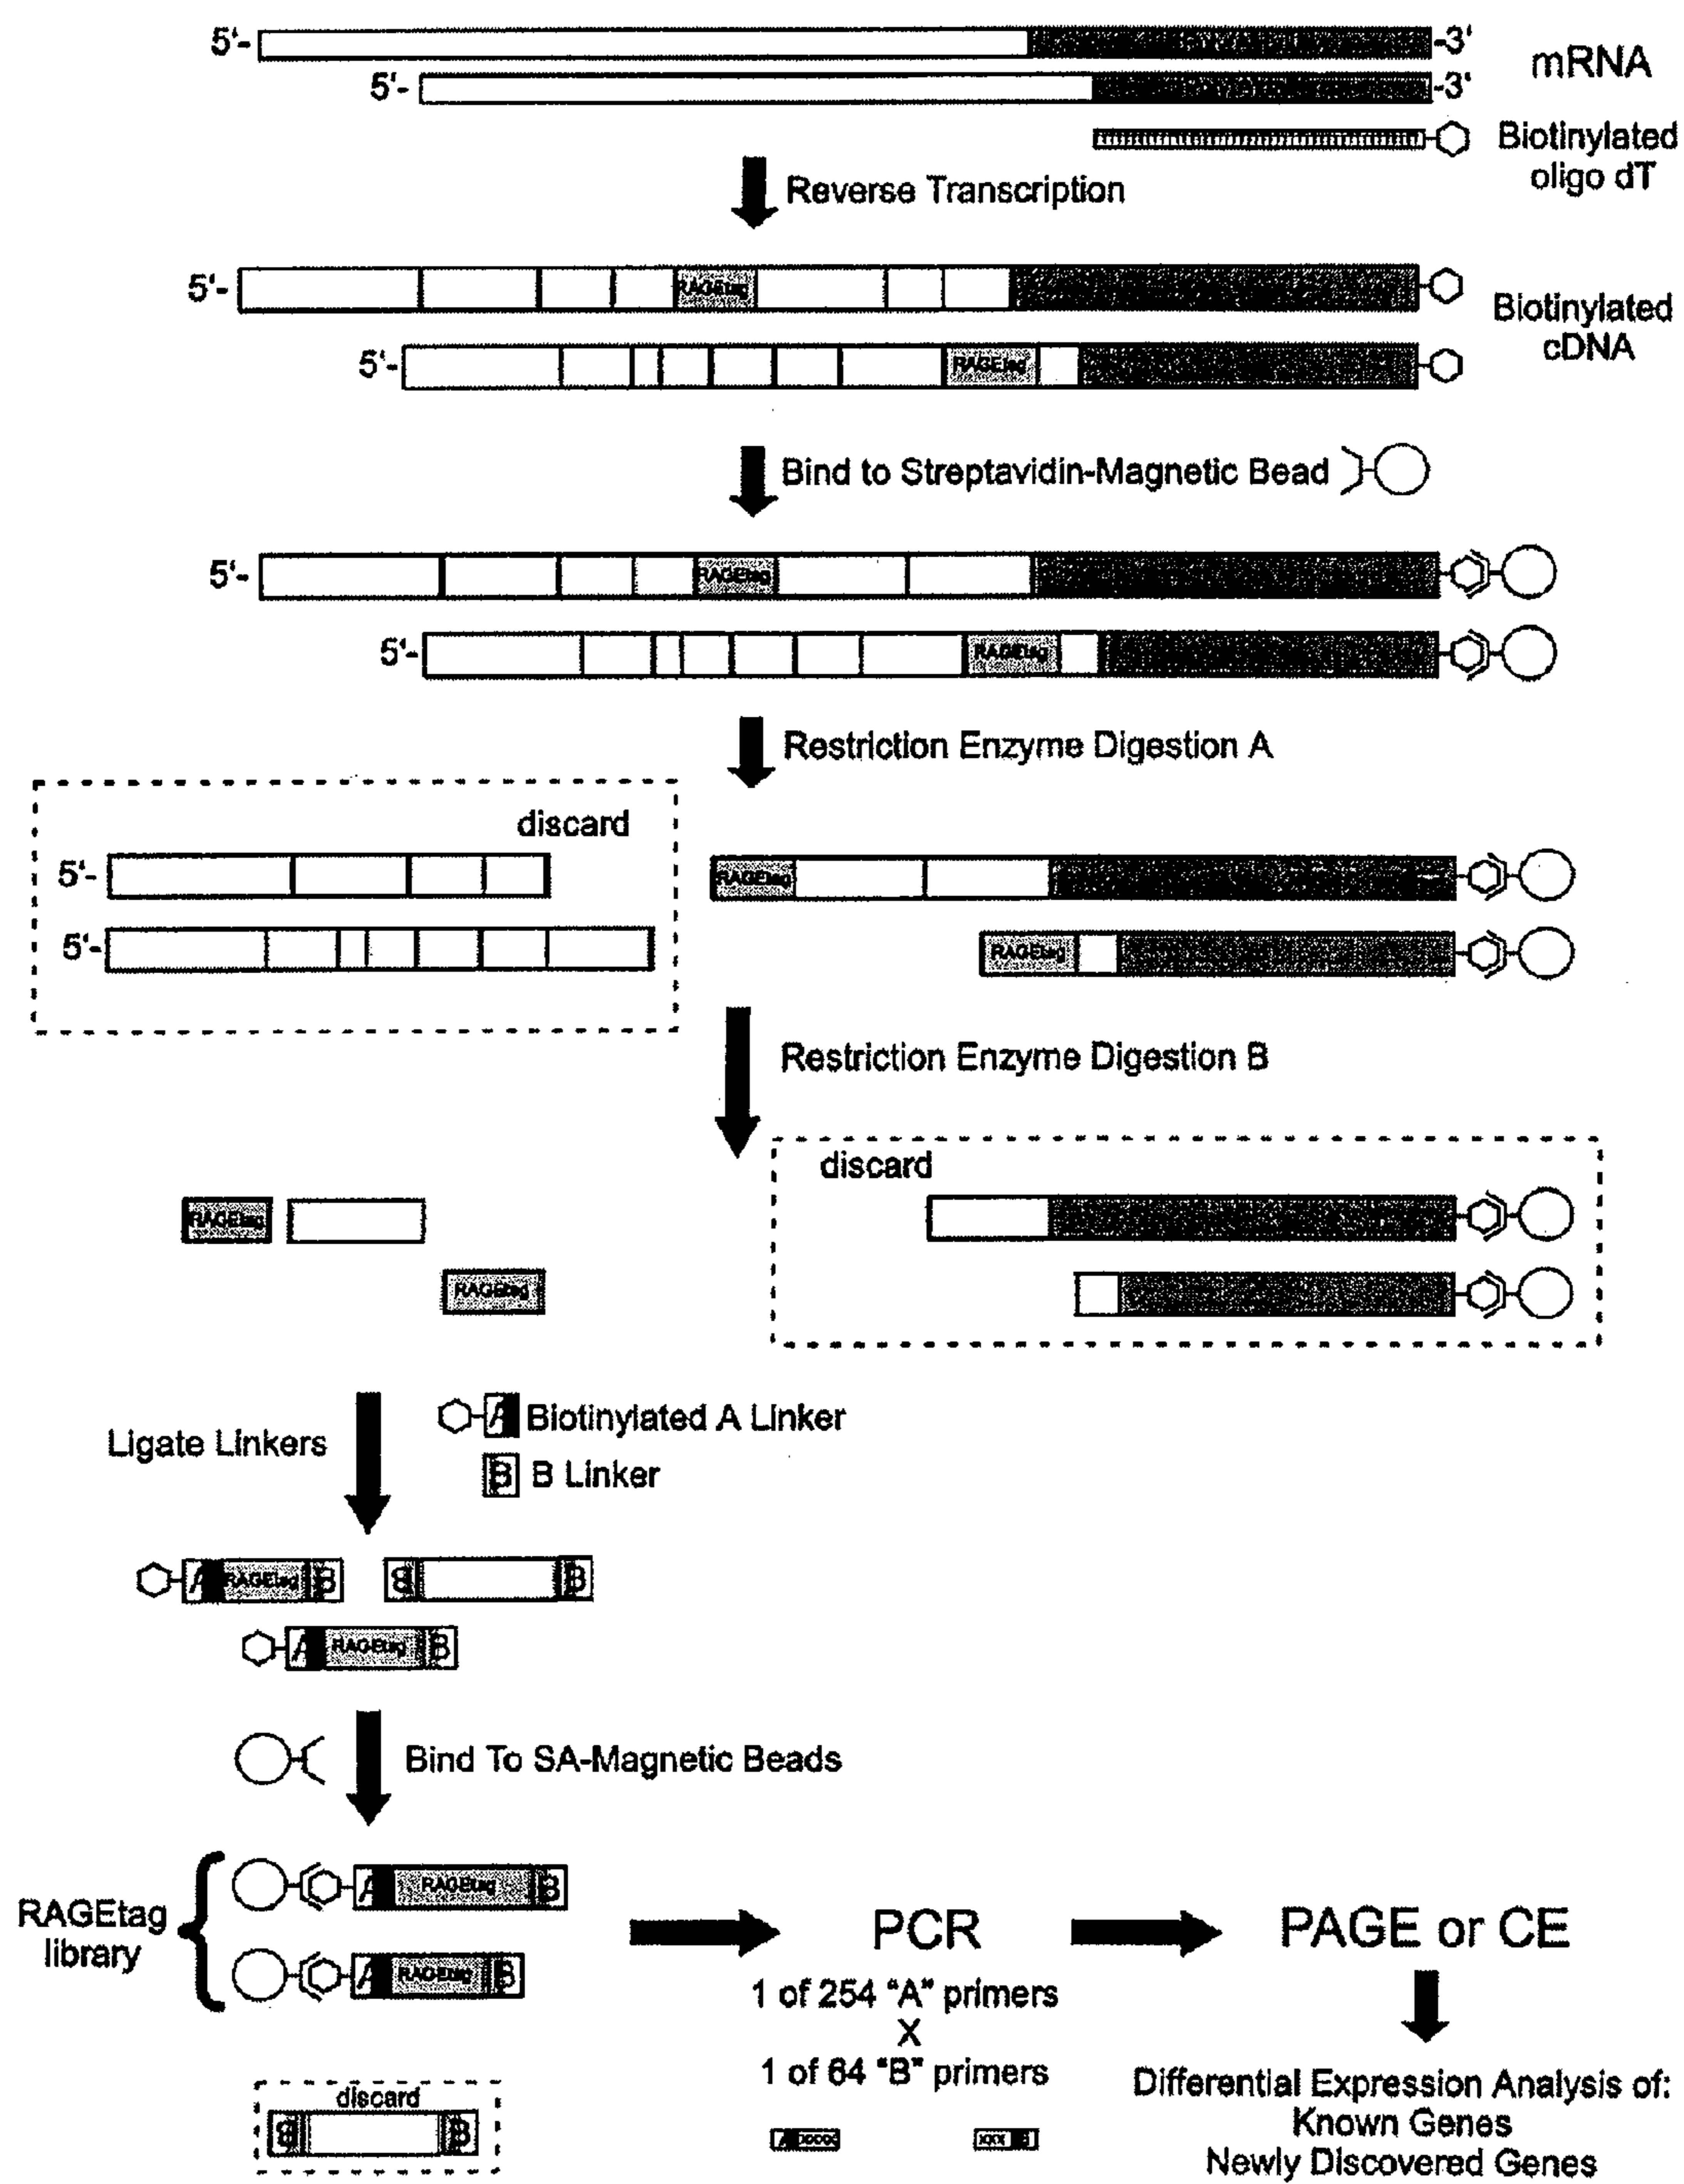 5'-
-3'
mRNA
5'-
-3'
Biotinylated
oligo dT
Reverse Transcription
5'-
RAGEtag
Biotinylated
cDNA
5'-
RAGEtag
Bind to Streptavidin-Magnetic Bead
5'-
RAGEtag
5'-
RAGEtag
Restriction Enzyme Digestion A
discard
5'-
RAGEtag
5'-
RAGEtag
Restriction Enzyme Digestion B
discard
RAGEtag
RAGEtag
Ligate Linkers
A Biotinylated A Linker
B B Linker
A RAGEtag B
B B
A RAGEtag B
Bind To SA-Magnetic Beads
RAGEtag
library
A RAGEtag B
A RAGEtag B
PCR
1 of 254 "A" primers
X
1 of 64 "B" primers
A xxxxx
xxx B
PAGE or CE
Differential Expression Analysis of:
Known Genes
Newly Discovered Genes
discard
B B